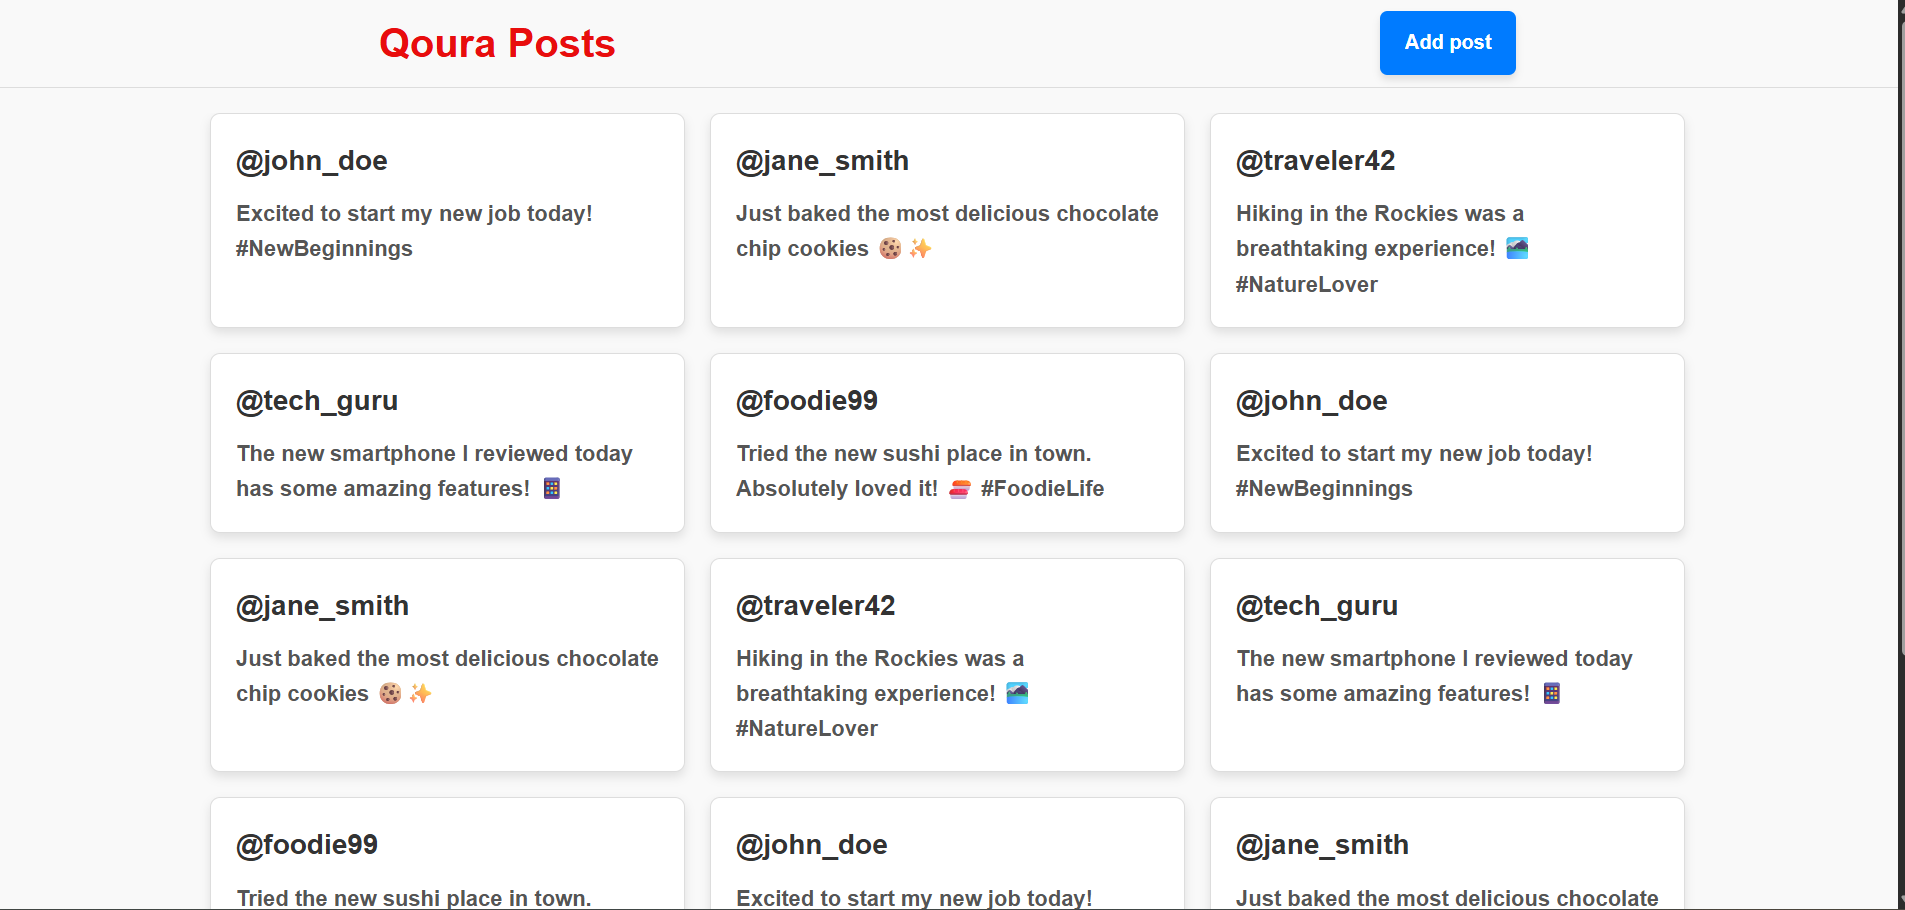 Qoura Posts
Add post
@john_doe
Excited to start my new job today!
#NewBeginnings
@jane_smith
Just baked the most delicious chocolate
chip cookies 🍪 ✨
@traveler42
Hiking in the Rockies was a
breathtaking experience! 🏞️
#NatureLover
@tech_guru
The new smartphone I reviewed today
has some amazing features! 📱
@foodie99
Tried the new sushi place in town.
Absolutely loved it! 🍣 #FoodieLife
@john_doe
Excited to start my new job today!
#NewBeginnings
@jane_smith
Just baked the most delicious chocolate
chip cookies 🍪 ✨
@traveler42
Hiking in the Rockies was a
breathtaking experience! 🏞️
#NatureLover
@tech_guru
The new smartphone I reviewed today
has some amazing features! 📱
@foodie99
Tried the new sushi place in town.
@john_doe
Excited to start my new job today!
@jane_smith
Just baked the most delicious chocolate